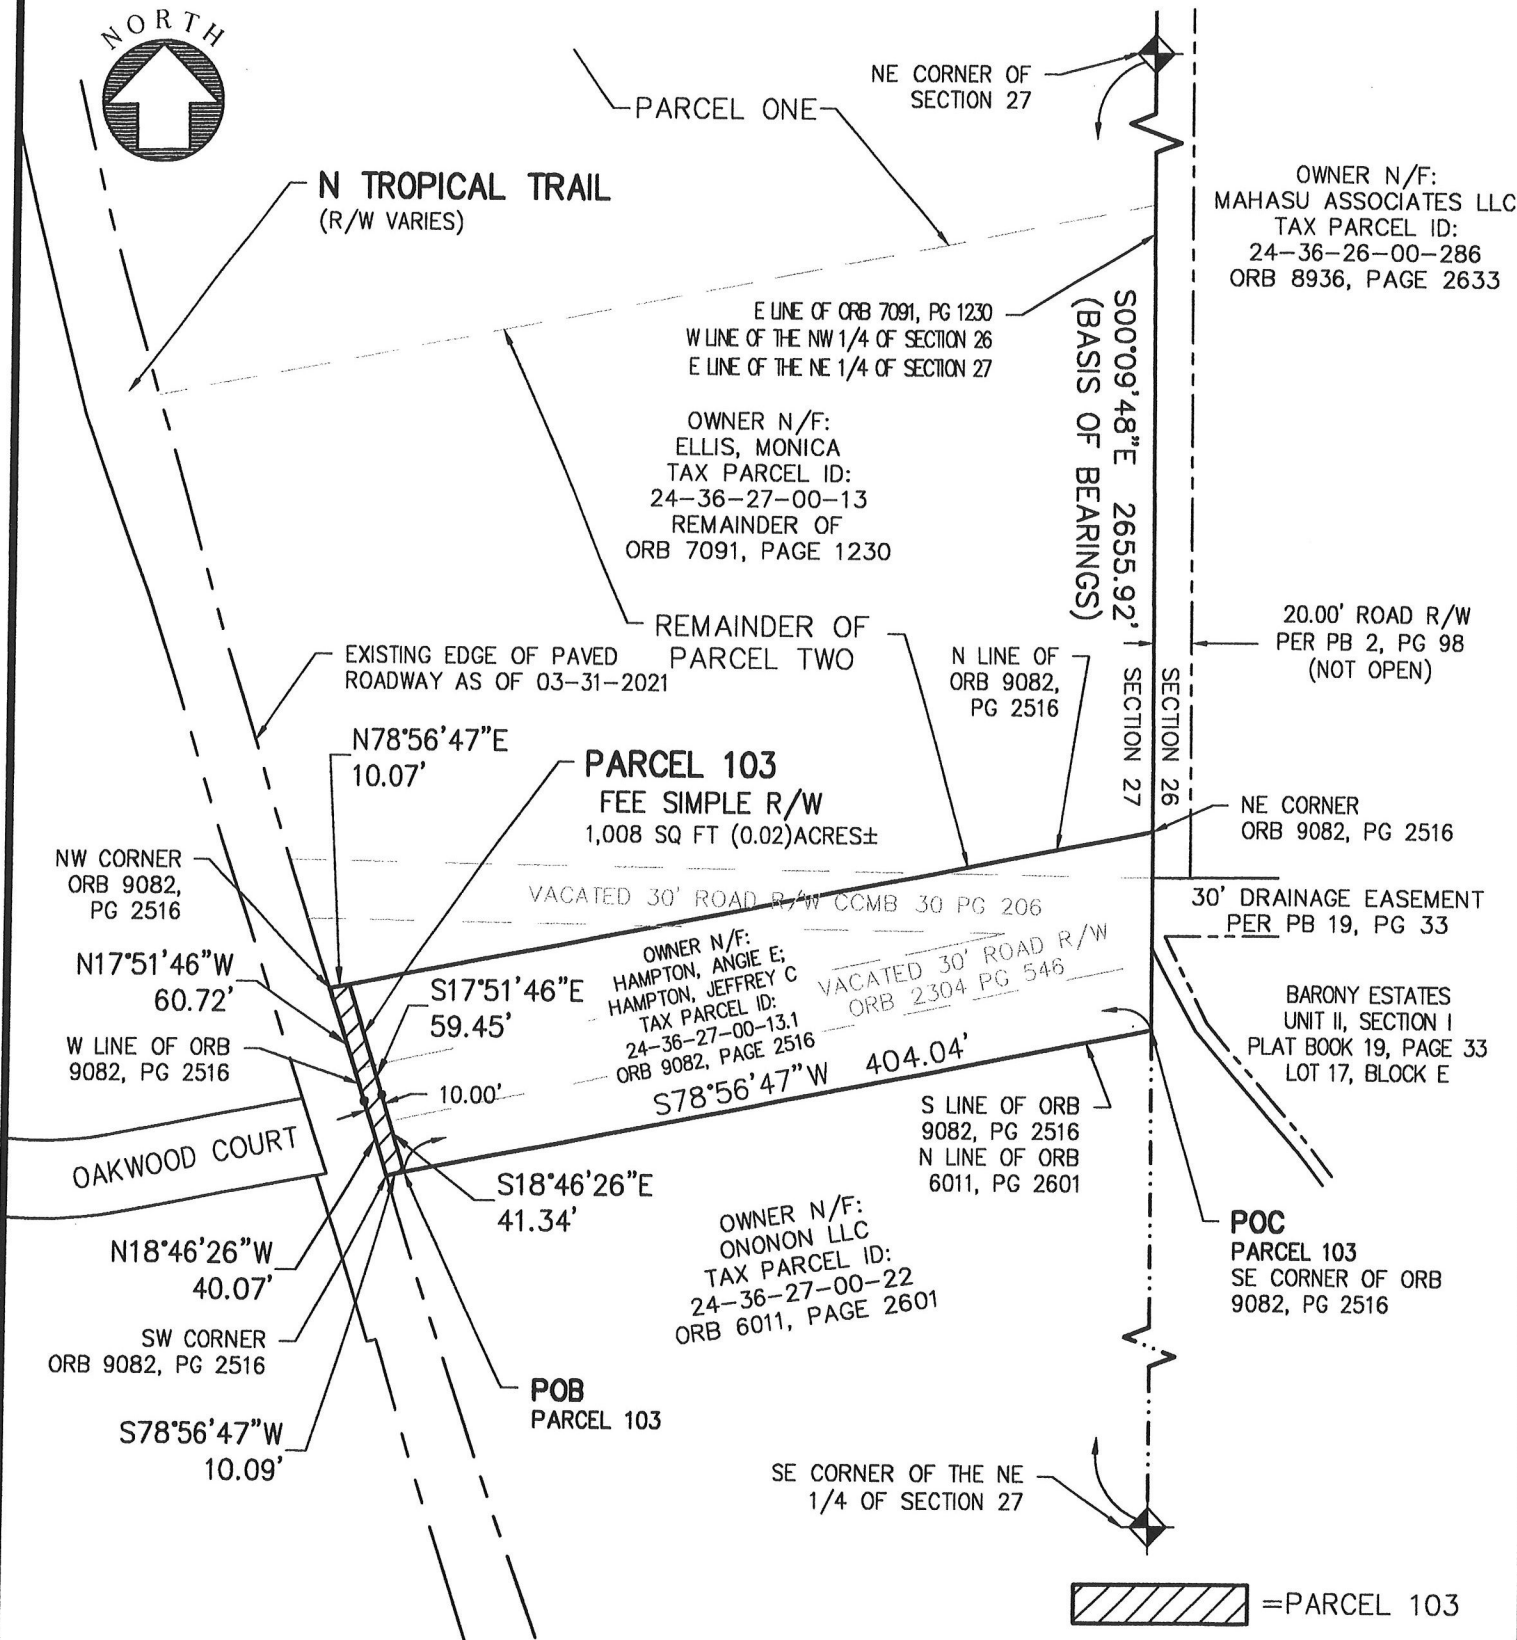 NORTH
PARCEL ONE
NE CORNER OF
SECTION 27
N TROPICAL TRAIL
(R/W VARIES)
OWNER N/F:
MAHASU ASSOCIATES LLC
TAX PARCEL ID:
24-36-26-00-286
ORB 8936, PAGE 2633
E LINE OF ORB 7091, PG 1230
W LINE OF THE NW 1/4 OF SECTION 26
E LINE OF THE NE 1/4 OF SECTION 27
S00°09'48"E 2655.92'
(BASIS OF BEARINGS)
OWNER N/F:
ELLIS, MONICA
TAX PARCEL ID:
24-36-27-00-13
REMAINDER OF
ORB 7091, PAGE 1230
REMAINDER OF
PARCEL TWO
20.00' ROAD R/W
PER PB 2, PG 98
(NOT OPEN)
EXISTING EDGE OF PAVED
ROADWAY AS OF 03-31-2021
N LINE OF
ORB 9082,
PG 2516
SECTION 27
SECTION 26
N78°56'47"E
10.07'
PARCEL 103
FEE SIMPLE R/W
1,008 SQ FT (0.02)ACRES±
NE CORNER
ORB 9082, PG 2516
NW CORNER
ORB 9082,
PG 2516
VACATED 30' ROAD R/W CCMB 30 PG 206
30' DRAINAGE EASEMENT
PER PB 19, PG 33
N17°51'46"W
60.72'
S17°51'46"E
59.45'
OWNER N/F:
HAMPTON, ANGIE E;
HAMPTON, JEFFREY C
TAX PARCEL ID:
24-36-27-00-13.1
ORB 9082, PAGE 2516
VACATED 30' ROAD R/W
ORB 2304 PG 546
W LINE OF ORB
9082, PG 2516
10.00'
S78°56'47"W 404.04'
BARONY ESTATES
UNIT II, SECTION I
PLAT BOOK 19, PAGE 33
LOT 17, BLOCK E
OAKWOOD COURT
S LINE OF ORB
9082, PG 2516
N LINE OF ORB
6011, PG 2601
S18°46'26"E
41.34'
N18°46'26"W
40.07'
OWNER N/F:
ONONON LLC
TAX PARCEL ID:
24-36-27-00-22
ORB 6011, PAGE 2601
POC
PARCEL 103
SE CORNER OF ORB
9082, PG 2516
SW CORNER
ORB 9082, PG 2516
POB
PARCEL 103
S78°56'47"W
10.09'
SE CORNER OF THE NE
1/4 OF SECTION 27
=PARCEL 103